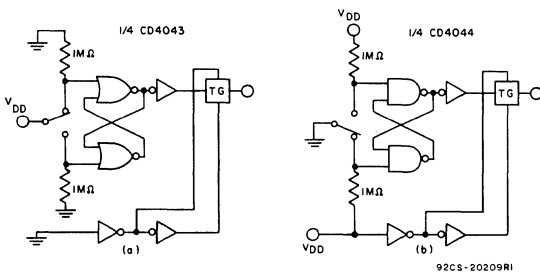 1/4 CD4043
1MΩ
VDD
TG
1MΩ
(a)
VDD
1/4 CD4044
1MΩ
TG
1MΩ
VDD
(b)
92CS-20209R1